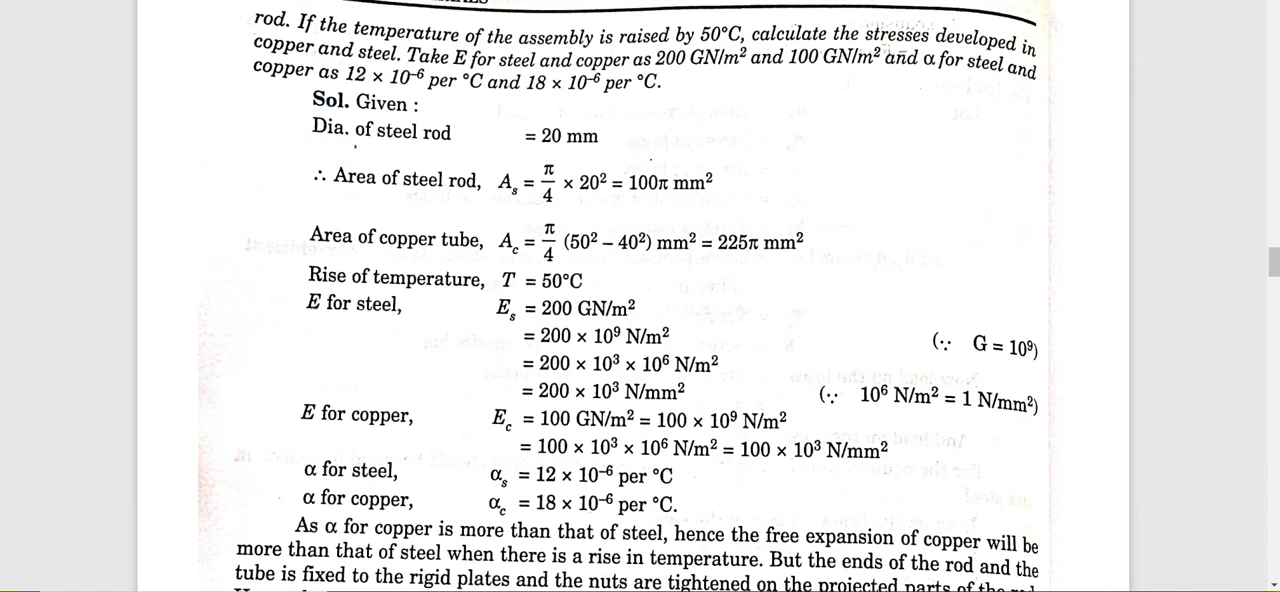 rod. If the temperature of the assembly is raised by 50°C, calculate the stresses developed in
copper and steel. Take E for steel and copper as 200 GN/m² and 100 GN/m² and α for steel and
copper as 12 × 10⁻⁶ per °C and 18 × 10⁻⁶ per °C.
Sol. Given :
Dia. of steel rod = 20 mm
∴ Area of steel rod, Aₛ = π/4 × 20² = 100π mm²
Area of copper tube, A_c = π/4 (50² – 40²) mm² = 225π mm²
Rise of temperature, T = 50°C
E for steel, Eₛ = 200 GN/m²
= 200 × 10⁹ N/m² (∵ G = 10⁹)
= 200 × 10³ × 10⁶ N/m²
= 200 × 10³ N/mm² (∵ 10⁶ N/m² = 1 N/mm²)
E for copper, E_c = 100 GN/m² = 100 × 10⁹ N/m²
= 100 × 10³ × 10⁶ N/m² = 100 × 10³ N/mm²
α for steel, αₛ = 12 × 10⁻⁶ per °C
α for copper, α_c = 18 × 10⁻⁶ per °C.
As α for copper is more than that of steel, hence the free expansion of copper will be
more than that of steel when there is a rise in temperature. But the ends of the rod and the
tube is fixed to the rigid plates and the nuts are tightened on the projected parts of the